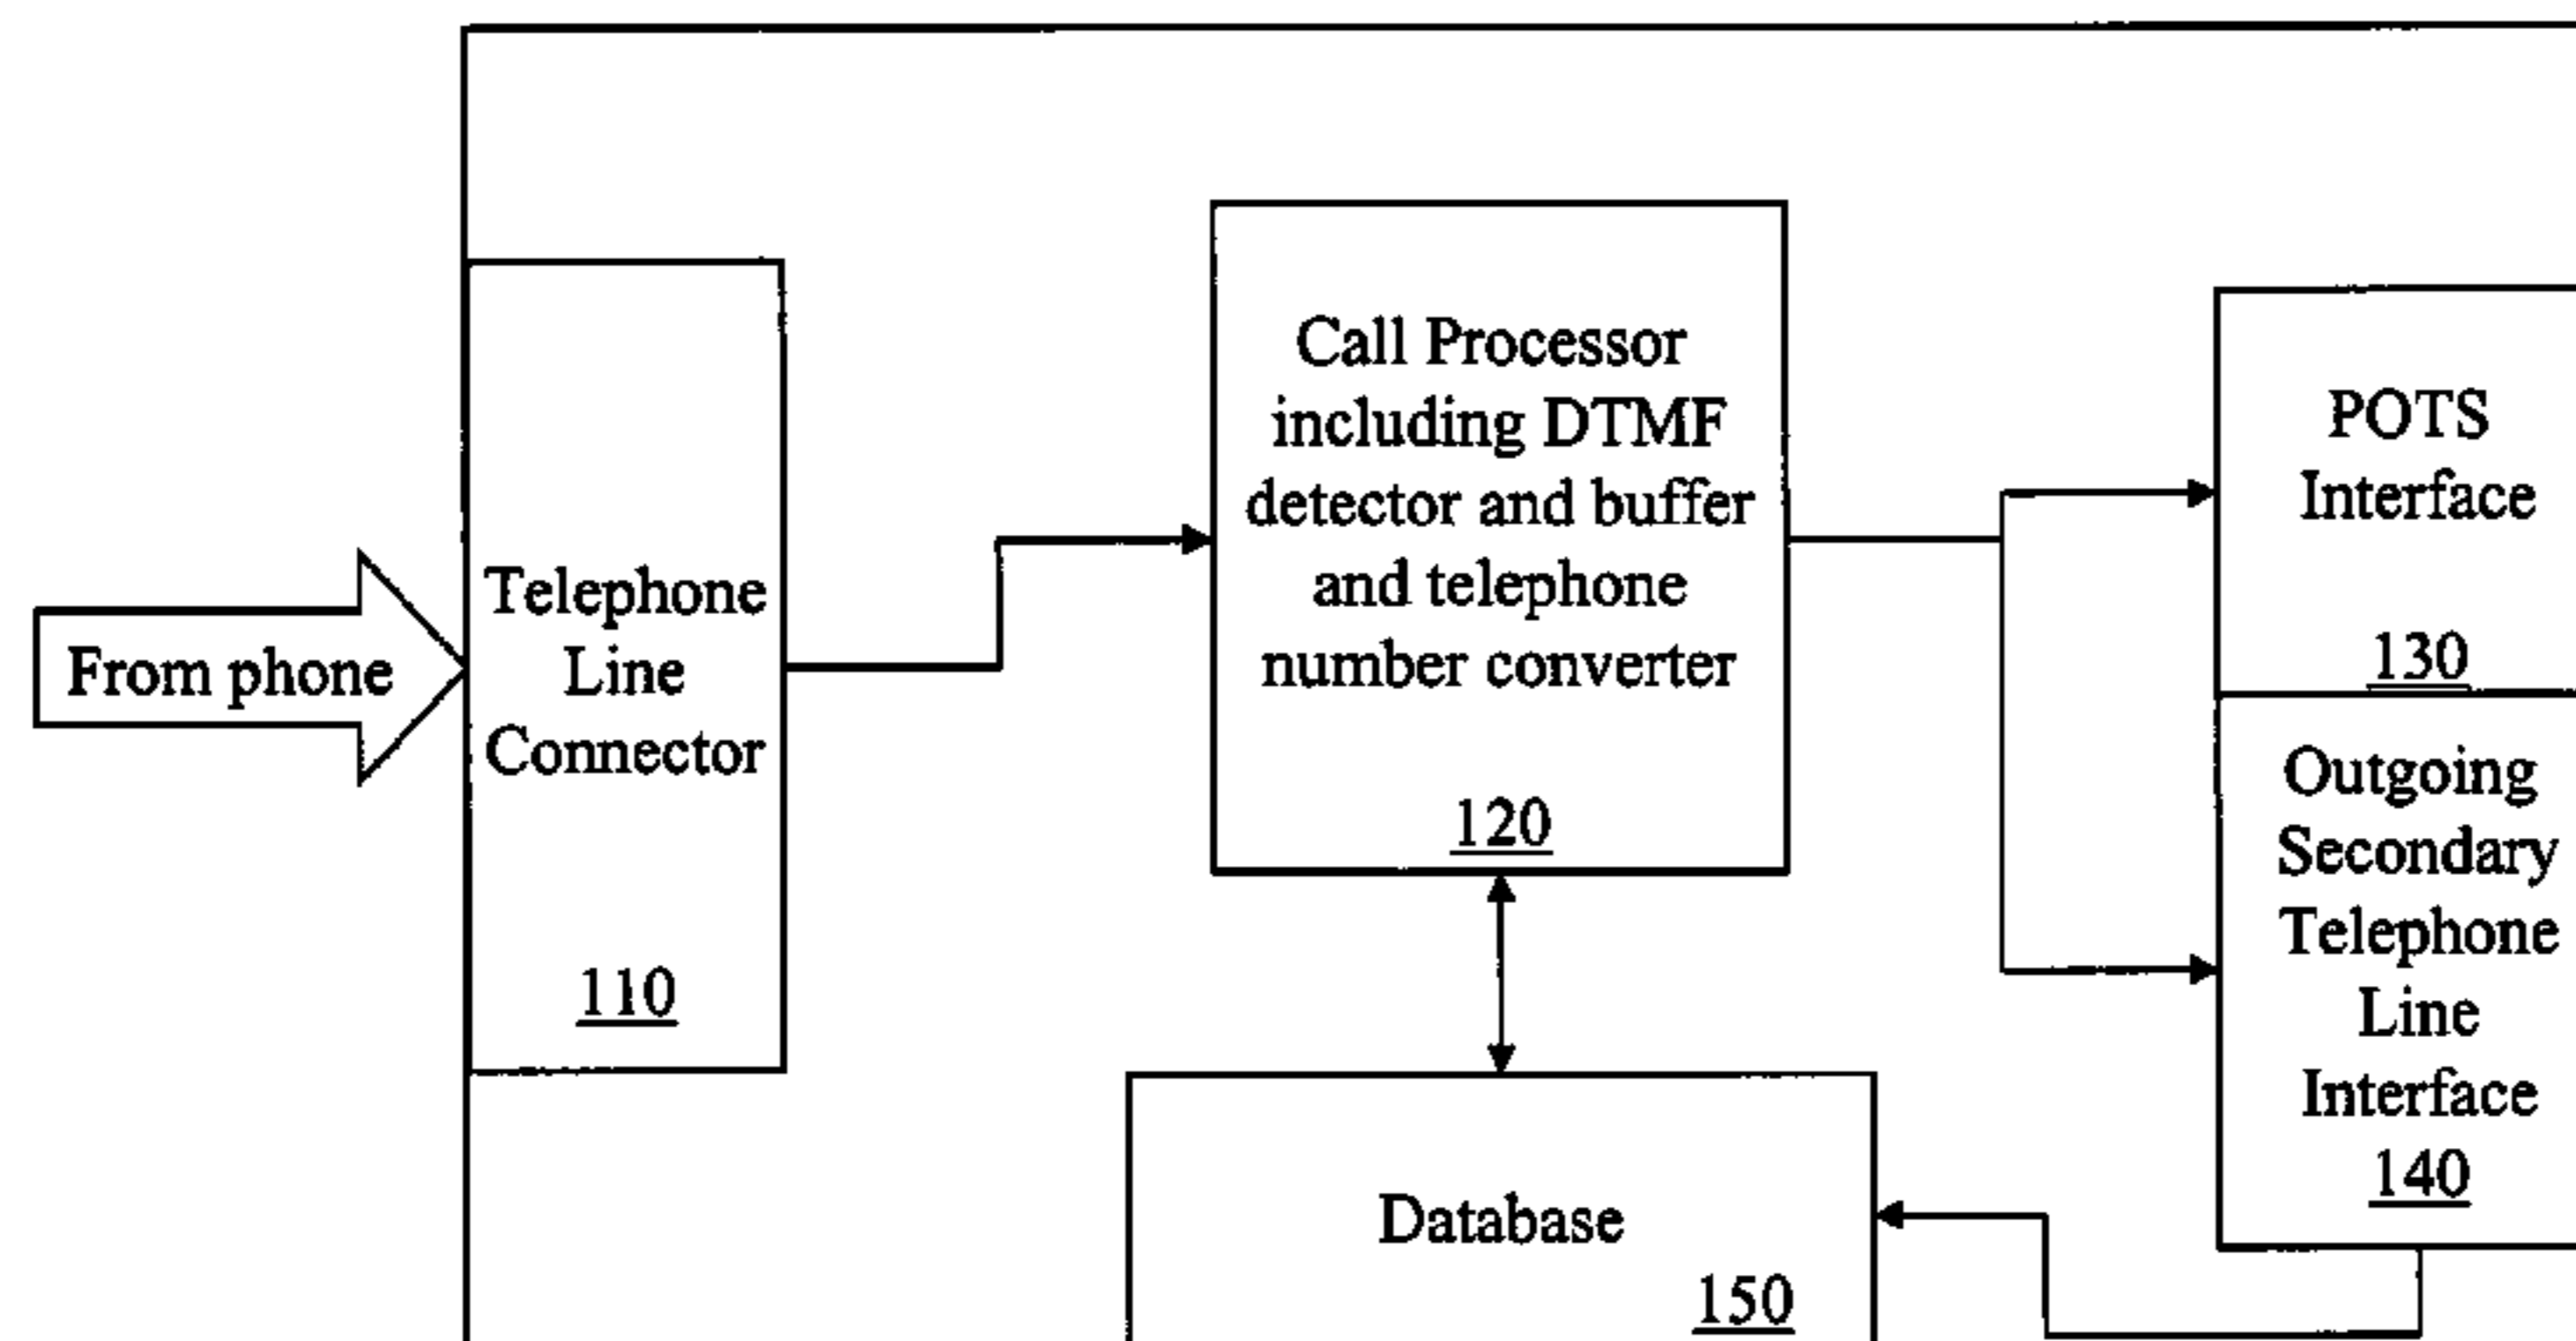 From phone
Telephone
Line
Connector
110
Call Processor
including DTMF
detector and buffer
and telephone
number converter
120
POTS
Interface
130
Outgoing
Secondary
Telephone
Line
Interface
140
Database
150